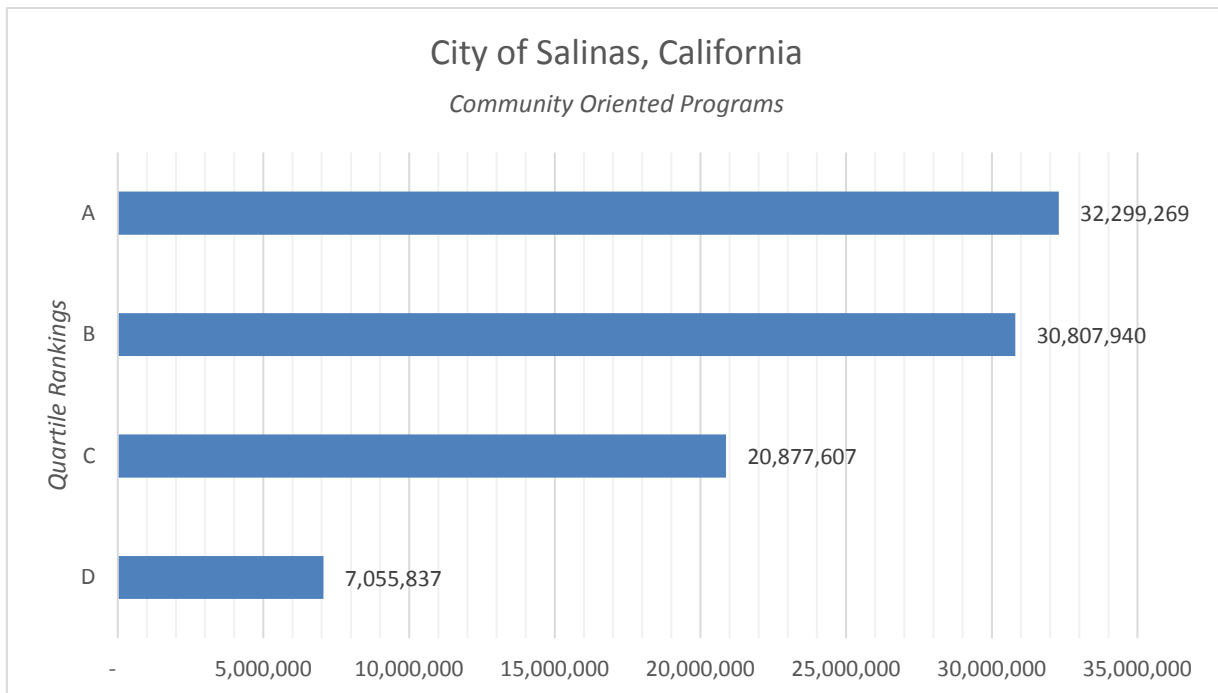 City of Salinas, California
Community Oriented Programs
Quartile Rankings
A
32,299,269
B
30,807,940
C
20,877,607
D
7,055,837
- 5,000,000 10,000,000 15,000,000 20,000,000 25,000,000 30,000,000 35,000,000